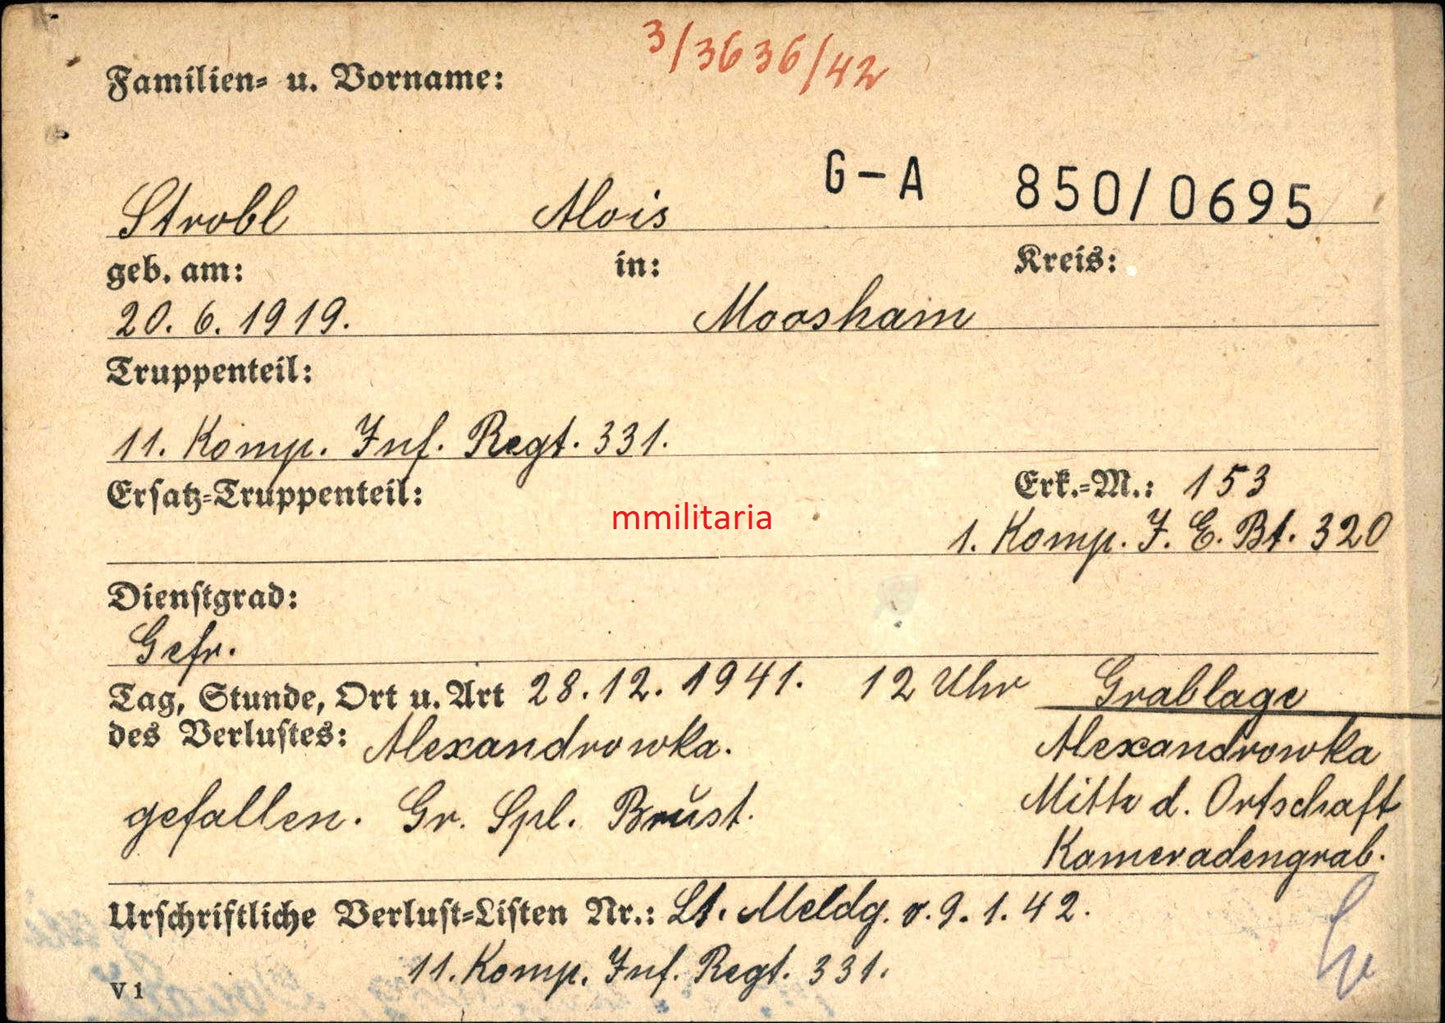 3/3636/42
Familien- u. Vorname:
G-A 850/0695
Strobl Alois
geb. am: in: Kreis:
20. 6. 1919. Moosham
Truppenteil:
11. Komp. Inf. Regt. 331.
Ersatz-Truppenteil: Erk.-M.: 153
mmilitaria
1. Komp. I. E. Bt. 320
Dienstgrad:
Gefr.
Tag, Stunde, Ort u. Art 28.12.1941. 12 Uhr Grablage
des Verlustes: Alexandrowka. Alexandrowka
gefallen. Gr. Spl. Brust. Mitte d. Ortschaft
Kameradengrab.
Urschriftliche Verlust-Listen Nr.: Lt. Meldg. v. 9. 1. 42.
11. Komp. Inf. Regt. 331.
V 1